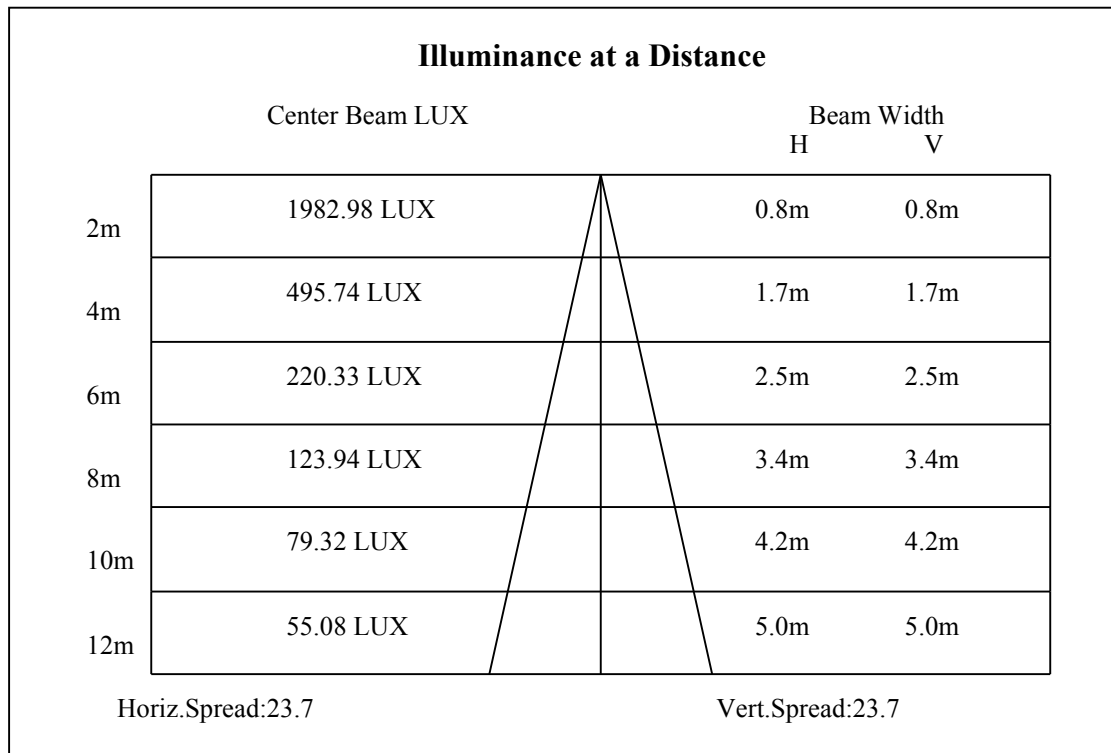 Illuminance at a Distance
Center Beam LUX Beam Width
H V
2m 1982.98 LUX 0.8m 0.8m
4m 495.74 LUX 1.7m 1.7m
6m 220.33 LUX 2.5m 2.5m
8m 123.94 LUX 3.4m 3.4m
10m 79.32 LUX 4.2m 4.2m
12m 55.08 LUX 5.0m 5.0m
Horiz.Spread:23.7 Vert.Spread:23.7